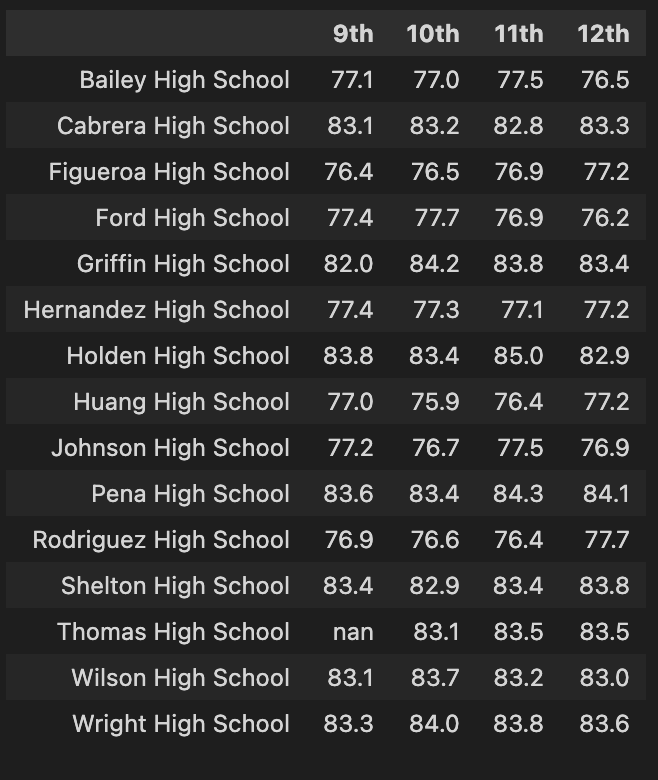 9th 10th 11th 12th
Bailey High School 77.1 77.0 77.5 76.5
Cabrera High School 83.1 83.2 82.8 83.3
Figueroa High School 76.4 76.5 76.9 77.2
Ford High School 77.4 77.7 76.9 76.2
Griffin High School 82.0 84.2 83.8 83.4
Hernandez High School 77.4 77.3 77.1 77.2
Holden High School 83.8 83.4 85.0 82.9
Huang High School 77.0 75.9 76.4 77.2
Johnson High School 77.2 76.7 77.5 76.9
Pena High School 83.6 83.4 84.3 84.1
Rodriguez High School 76.9 76.6 76.4 77.7
Shelton High School 83.4 82.9 83.4 83.8
Thomas High School nan 83.1 83.5 83.5
Wilson High School 83.1 83.7 83.2 83.0
Wright High School 83.3 84.0 83.8 83.6